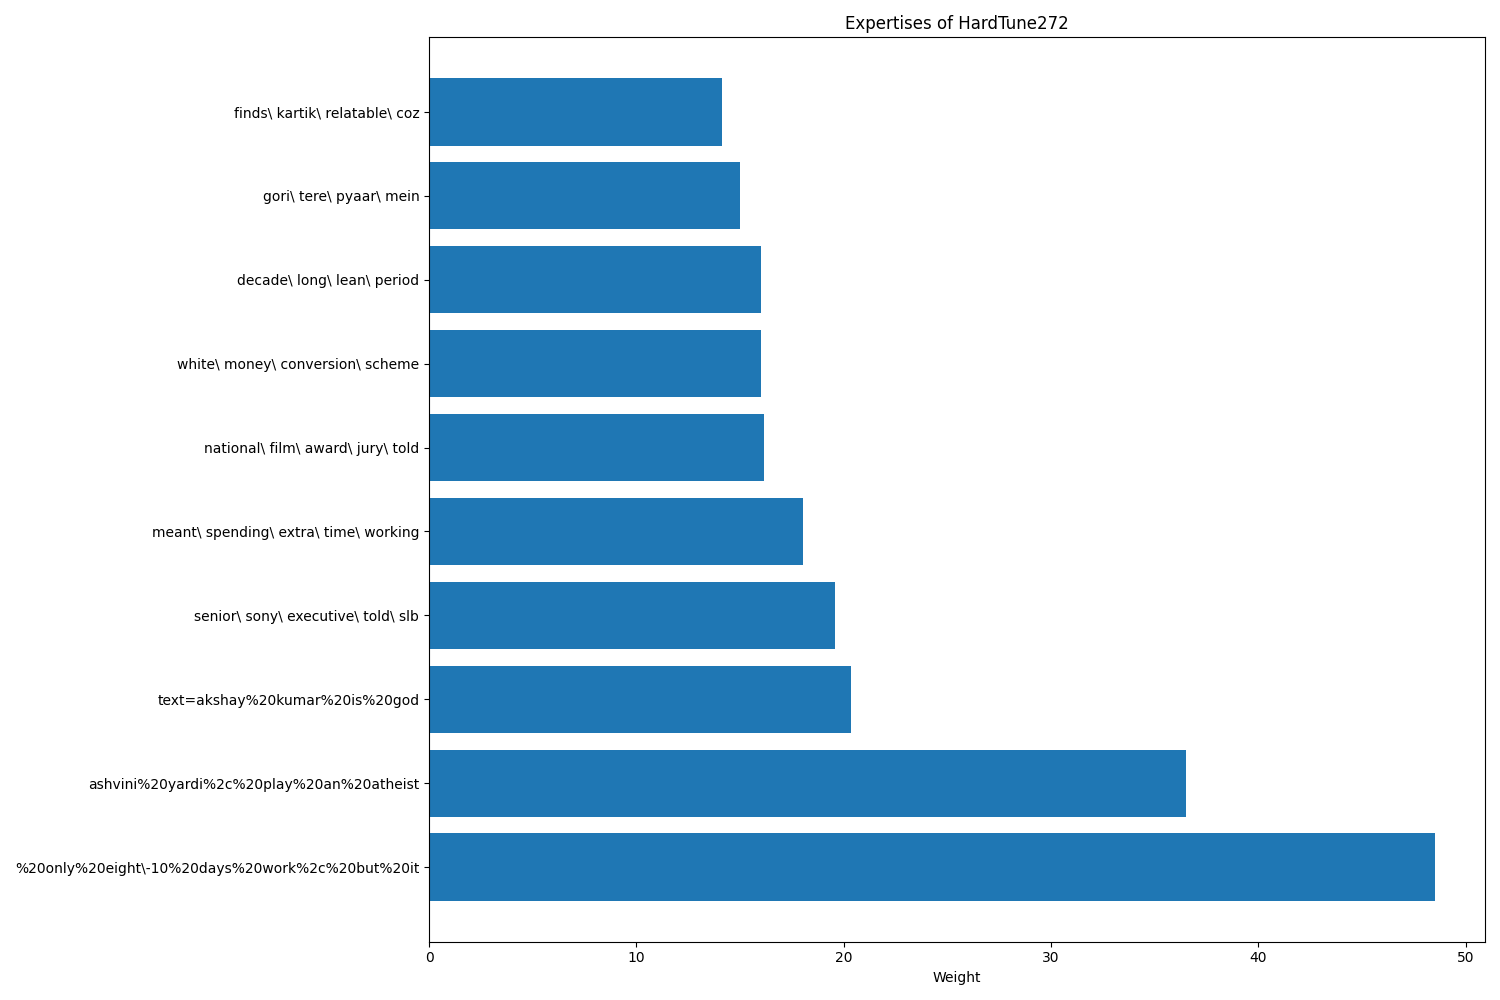 Expertises of HardTune272
finds\ kartik\ relatable\ coz
gori\ tere\ pyaar\ mein
decade\ long\ lean\ period
white\ money\ conversion\ scheme
national\ film\ award\ jury\ told
meant\ spending\ extra\ time\ working
senior\ sony\ executive\ told\ slb
text=akshay%20kumar%20is%20god
ashvini%20yardi%2c%20play%20an%20atheist
%20only%20eight\-10%20days%20work%2c%20but%20it
0 10 20 30 40 50
Weight